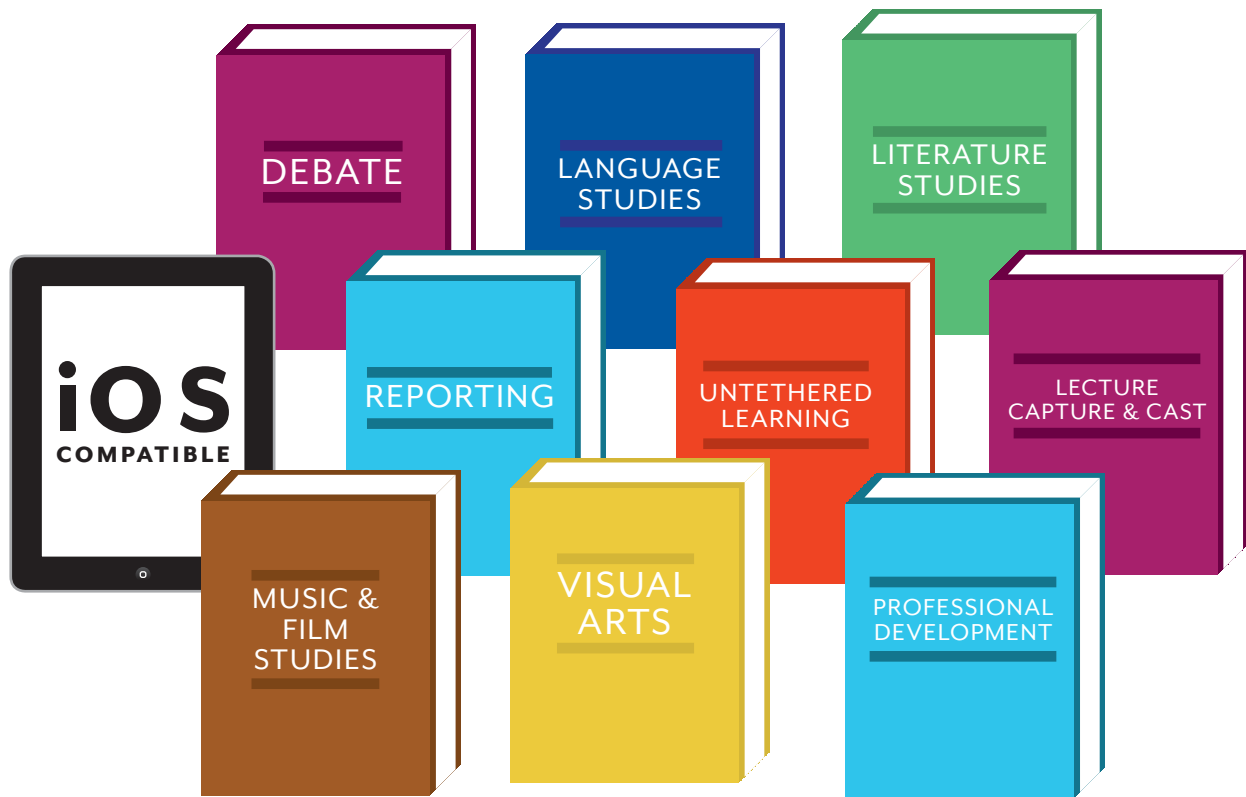 DEBATE
LANGUAGE
STUDIES
LITERATURE
STUDIES
iOS
COMPATIBLE
REPORTING
UNTETHERED
LEARNING
LECTURE
CAPTURE & CAST
MUSIC &
FILM
STUDIES
VISUAL
ARTS
PROFESSIONAL
DEVELOPMENT